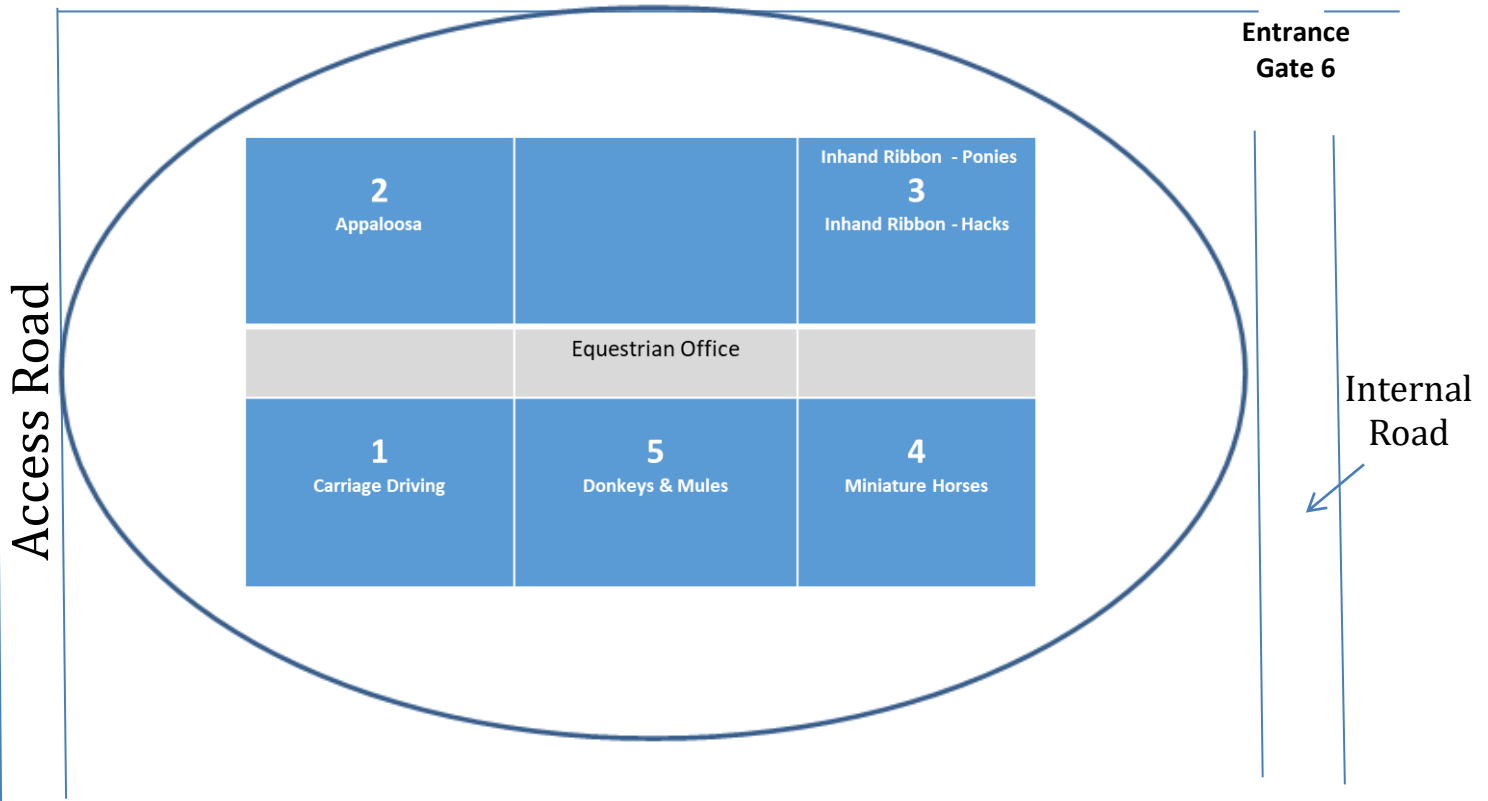 Entrance
Gate 6
Inhand Ribbon - Ponies
2
3
Appaloosa
Inhand Ribbon - Hacks
Access Road
Equestrian Office
Internal
Road
1
5
4
Carriage Driving
Donkeys & Mules
Miniature Horses